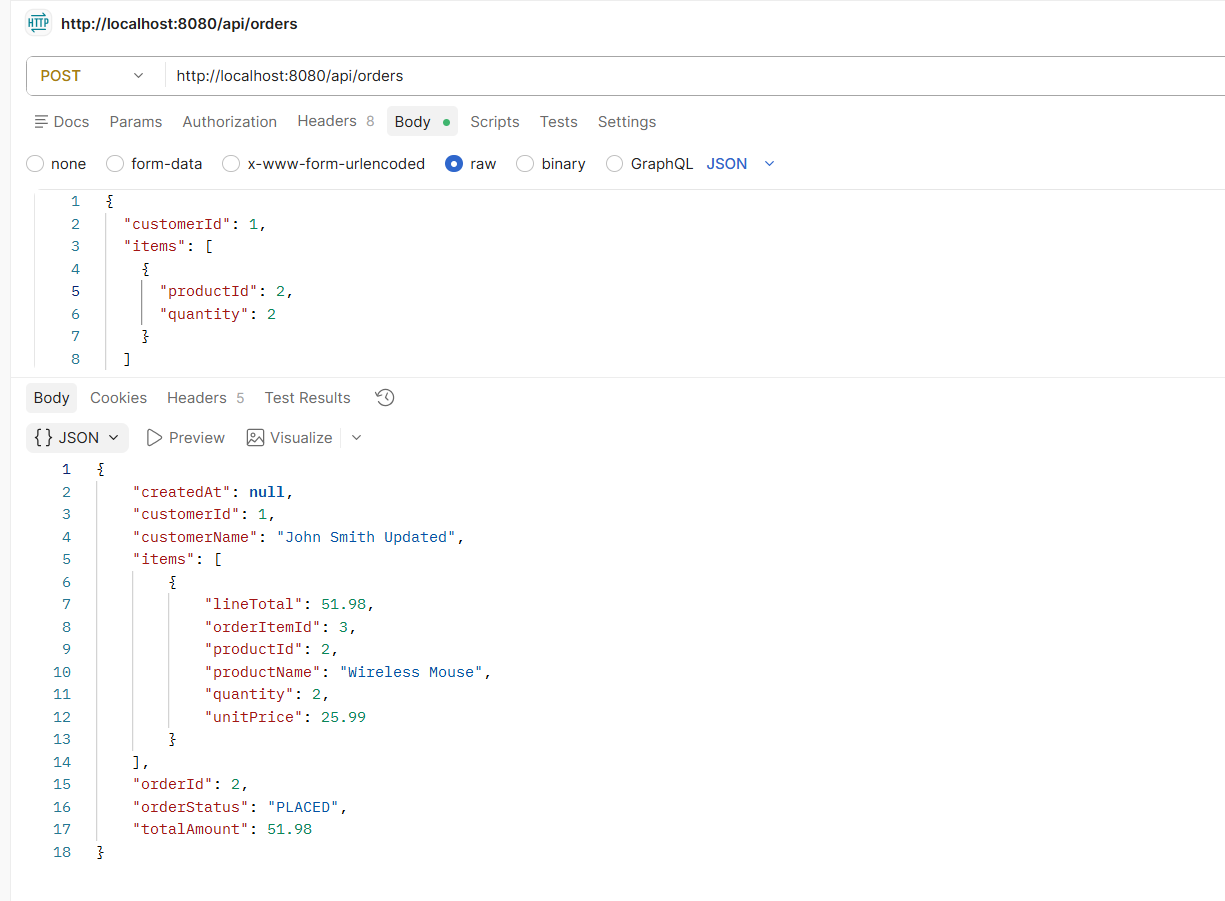 HTTP http://localhost:8080/api/orders
POST http://localhost:8080/api/orders
Docs Params Authorization Headers 8 Body Scripts Tests Settings
none form-data x-www-form-urlencoded raw binary GraphQL JSON
1 {
2 "customerId": 1,
3 "items": [
4 {
5 "productId": 2,
6 "quantity": 2
7 }
8 ]
Body Cookies Headers 5 Test Results
{} JSON Preview Visualize
1 {
2 "createdAt": null,
3 "customerId": 1,
4 "customerName": "John Smith Updated",
5 "items": [
6 {
7 "lineTotal": 51.98,
8 "orderItemId": 3,
9 "productId": 2,
10 "productName": "Wireless Mouse",
11 "quantity": 2,
12 "unitPrice": 25.99
13 }
14 ],
15 "orderId": 2,
16 "orderStatus": "PLACED",
17 "totalAmount": 51.98
18 }